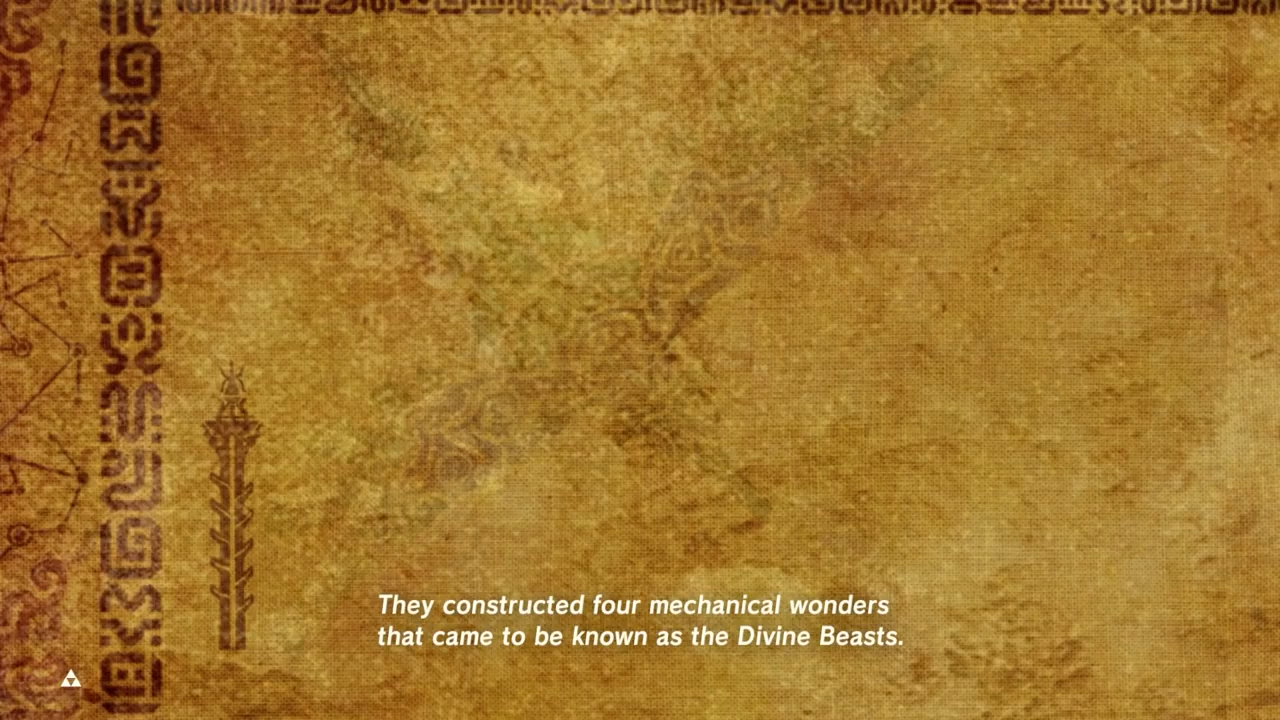 They constructed four mechanical wonders
that came to be known as the Divine Beasts.